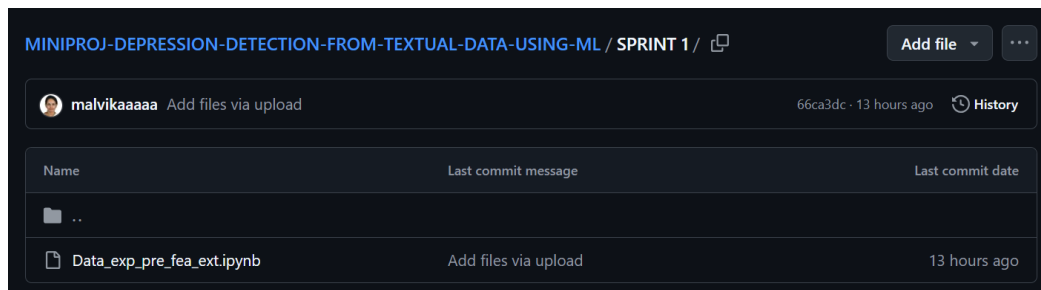 MINIPROJ-DEPRESSION-DETECTION-FROM-TEXTUAL-DATA-USING-ML / SPRINT 1 / Add file ...
malvikaaaaa Add files via upload 66ca3dc · 13 hours ago History
Name Last commit message Last commit date
..
Data_exp_pre_fea_ext.ipynb Add files via upload 13 hours ago